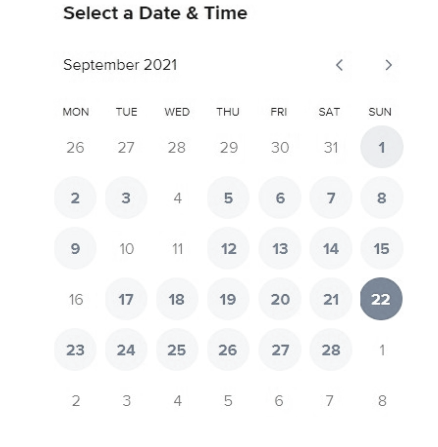 Select a Date & Time
September 2021
MON TUE WED THU FRI SAT SUN
26 27 28 29 30 31 1
2 3 4 5 6 7 8
9 10 11 12 13 14 15
16 17 18 19 20 21 22
23 24 25 26 27 28 1
2 3 4 5 6 7 8